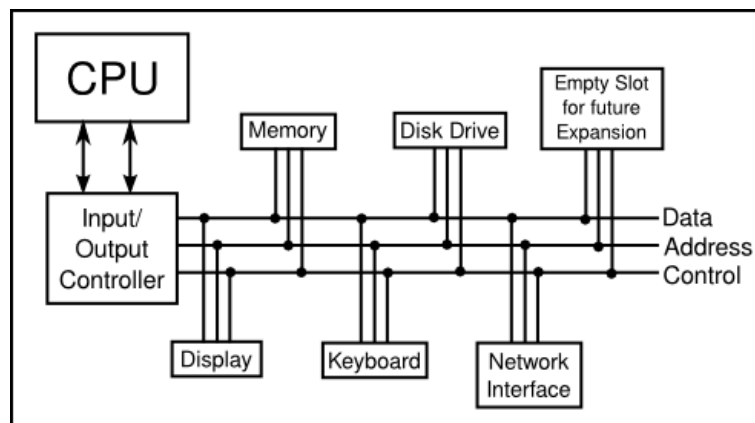 CPU
Empty Slot
for future
Expansion
Memory
Disk Drive
Input/
Output
Controller
Data
Address
Control
Display
Keyboard
Network
Interface